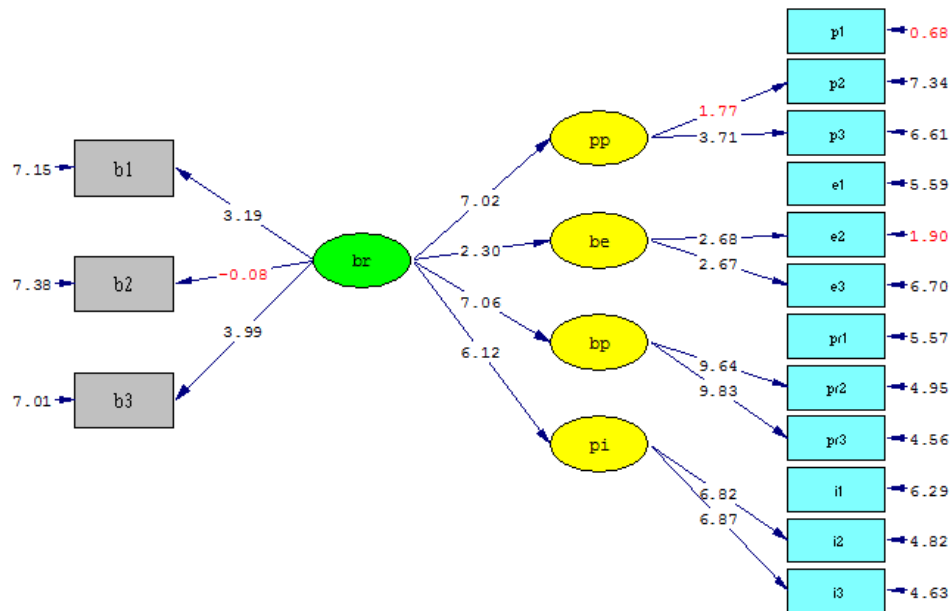 p1
0.68
p2
7.34
1.77
pp
3.71
p3
6.61
7.15
b1
e1
5.59
7.02
3.19
be
2.68
e2
1.90
br
2.30
2.67
7.38
b2
-0.08
e3
6.70
7.06
3.99
bp
pr1
5.57
6.12
9.64
pr2
4.95
9.83
7.01
b3
pr3
4.56
pi
i1
6.29
6.82
6.87
i2
4.82
i3
4.63